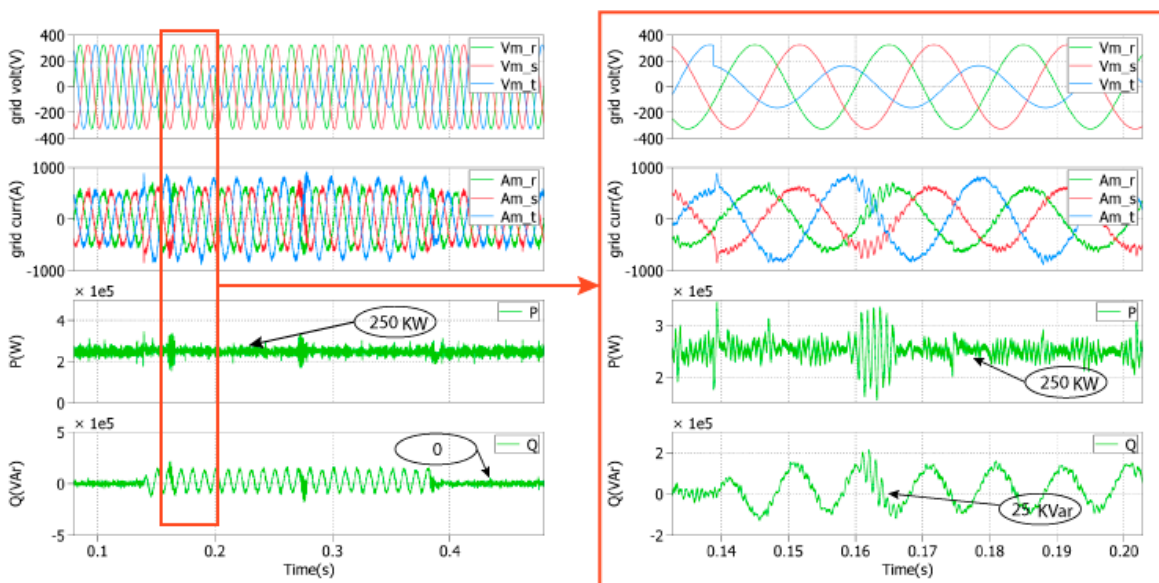 400
200
0
-200
-400
grid volt(V)
Vm_r
Vm_s
Vm_t
1000
0
-1000
grid curr(A)
Am_r
Am_s
Am_t
× 1e5
4
2
0
P(W)
P
250 KW
× 1e5
5
0
-5
Q(VAr)
Q
0
0.1 0.2 0.3 0.4
Time(s)
400
200
0
-200
-400
grid volt(V)
Vm_r
Vm_s
Vm_t
1000
0
-1000
grid curr(A)
Am_r
Am_s
Am_t
× 1e5
3
2
P(W)
P
250 KW
× 1e5
2
0
-2
Q(VAr)
Q
25 KVar
0.14 0.15 0.16 0.17 0.18 0.19 0.20
Time(s)